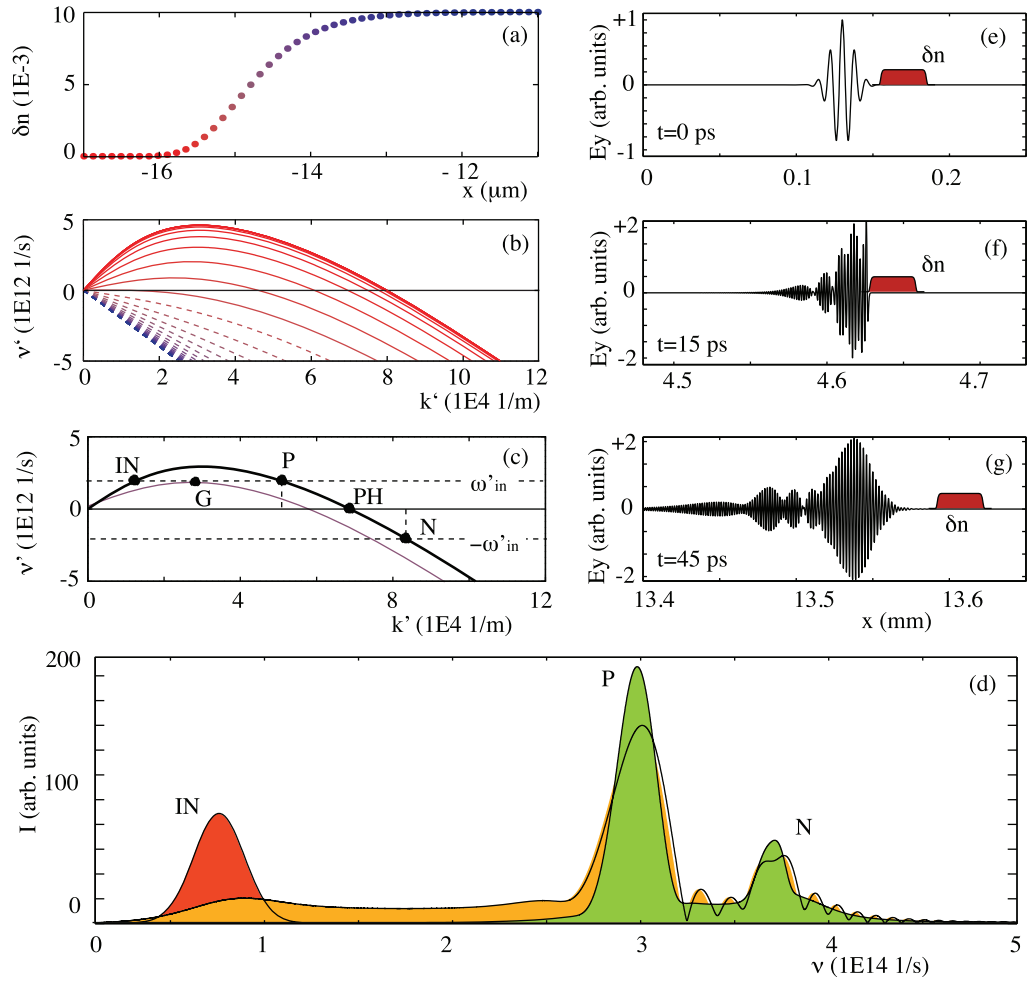 10
5
0
δn (1E-3)
(a)
-16
-14
- 12
x (μm)
5
0
-5
ν‘ (1E12 1/s)
(b)
0
2
4
6
8
10
12
k‘ (1E4 1/m)
5
0
-5
ν’ (1E12 1/s)
(c)
IN
P
G
PH
N
ω’in
-ω’in
0
4
8
12
k’ (1E4 1/m)
+1
0
-1
Ey (arb. units)
(e)
δn
t=0 ps
0
0.1
0.2
+2
0
-2
Ey (arb. units)
(f)
δn
t=15 ps
4.5
4.6
4.7
+2
0
-2
Ey (arb. units)
(g)
δn
t=45 ps
13.4
13.5
13.6
x (mm)
200
100
0
I (arb. units)
(d)
IN
P
N
0
1
2
3
4
5
ν (1E14 1/s)